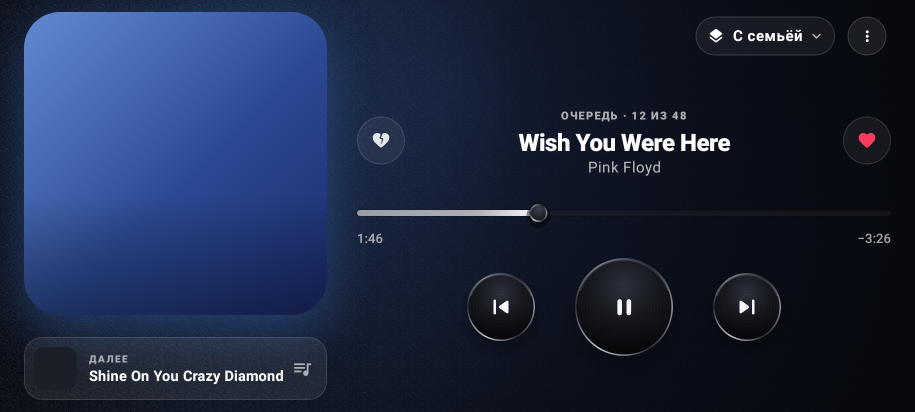 С семьёй
ОЧЕРЕДЬ · 12 ИЗ 48
Wish You Were Here
Pink Floyd
1:46
−3:26
ДАЛЕЕ
Shine On You Crazy Diamond